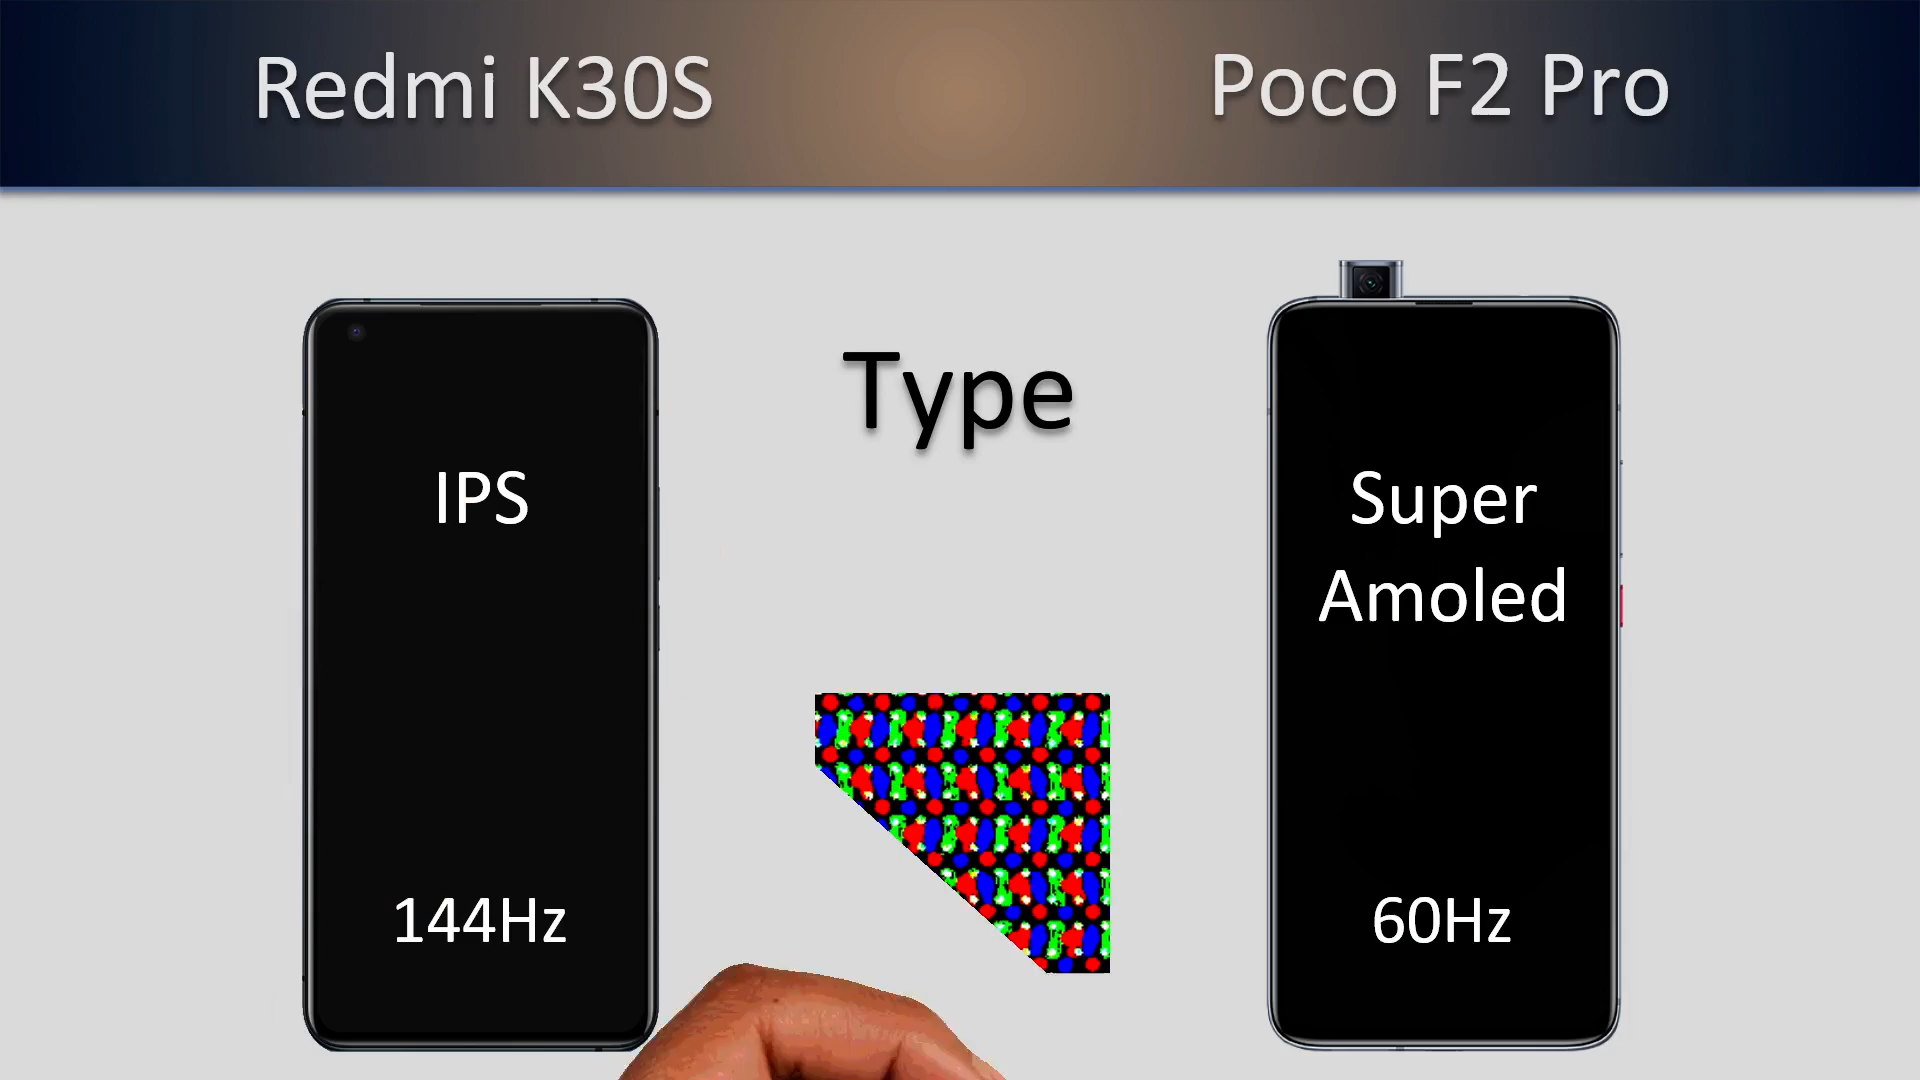 Redmi K30S
Poco F2 Pro
Type
IPS
144Hz
Super
Amoled
60Hz